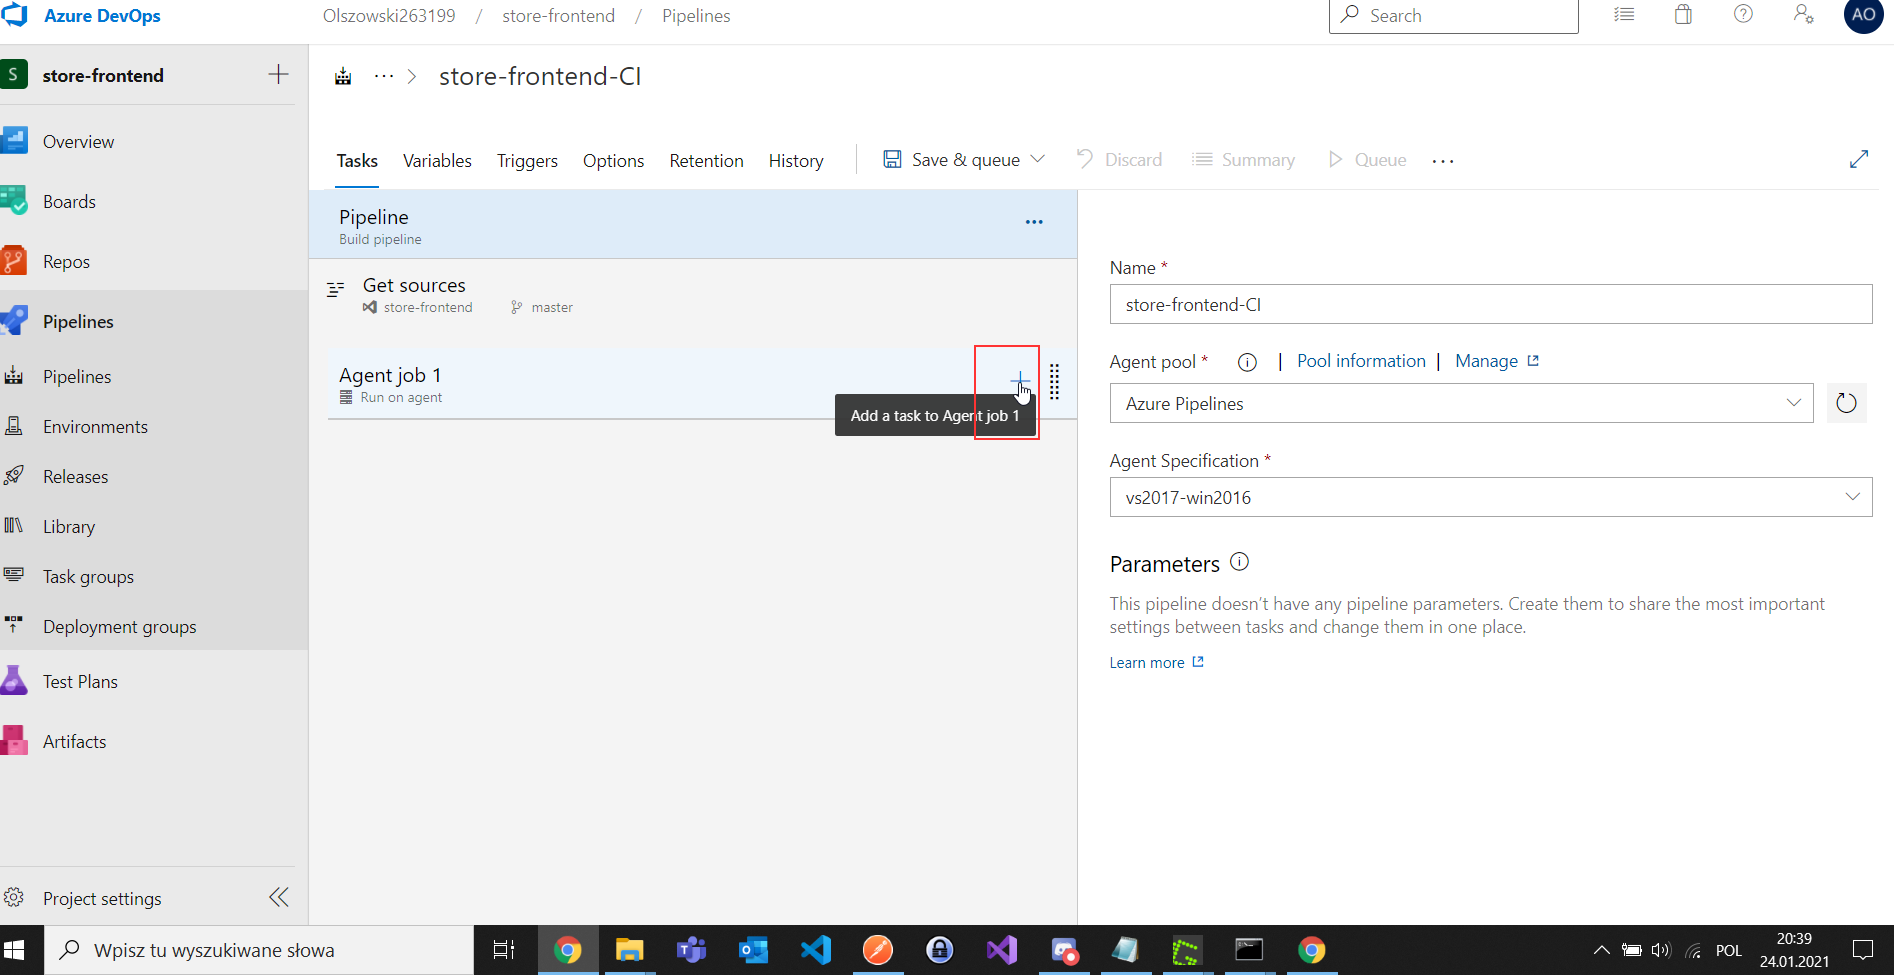 Azure DevOps
Olszowski263199 / store-frontend / Pipelines
Search
AO
S store-frontend
Overview
Boards
Repos
Pipelines
Pipelines
Environments
Releases
Library
Task groups
Deployment groups
Test Plans
Artifacts
Project settings
··· > store-frontend-CI
Tasks Variables Triggers Options Retention History Save & queue Discard Summary Queue ···
Pipeline
Build pipeline
Get sources
store-frontend master
Agent job 1
Run on agent
Add a task to Agent job 1
Name *
store-frontend-CI
Agent pool * | Pool information | Manage
Azure Pipelines
Agent Specification *
vs2017-win2016
Parameters
This pipeline doesn't have any pipeline parameters. Create them to share the most important
settings between tasks and change them in one place.
Learn more
Wpisz tu wyszukiwane słowa
POL
20:39
24.01.2021